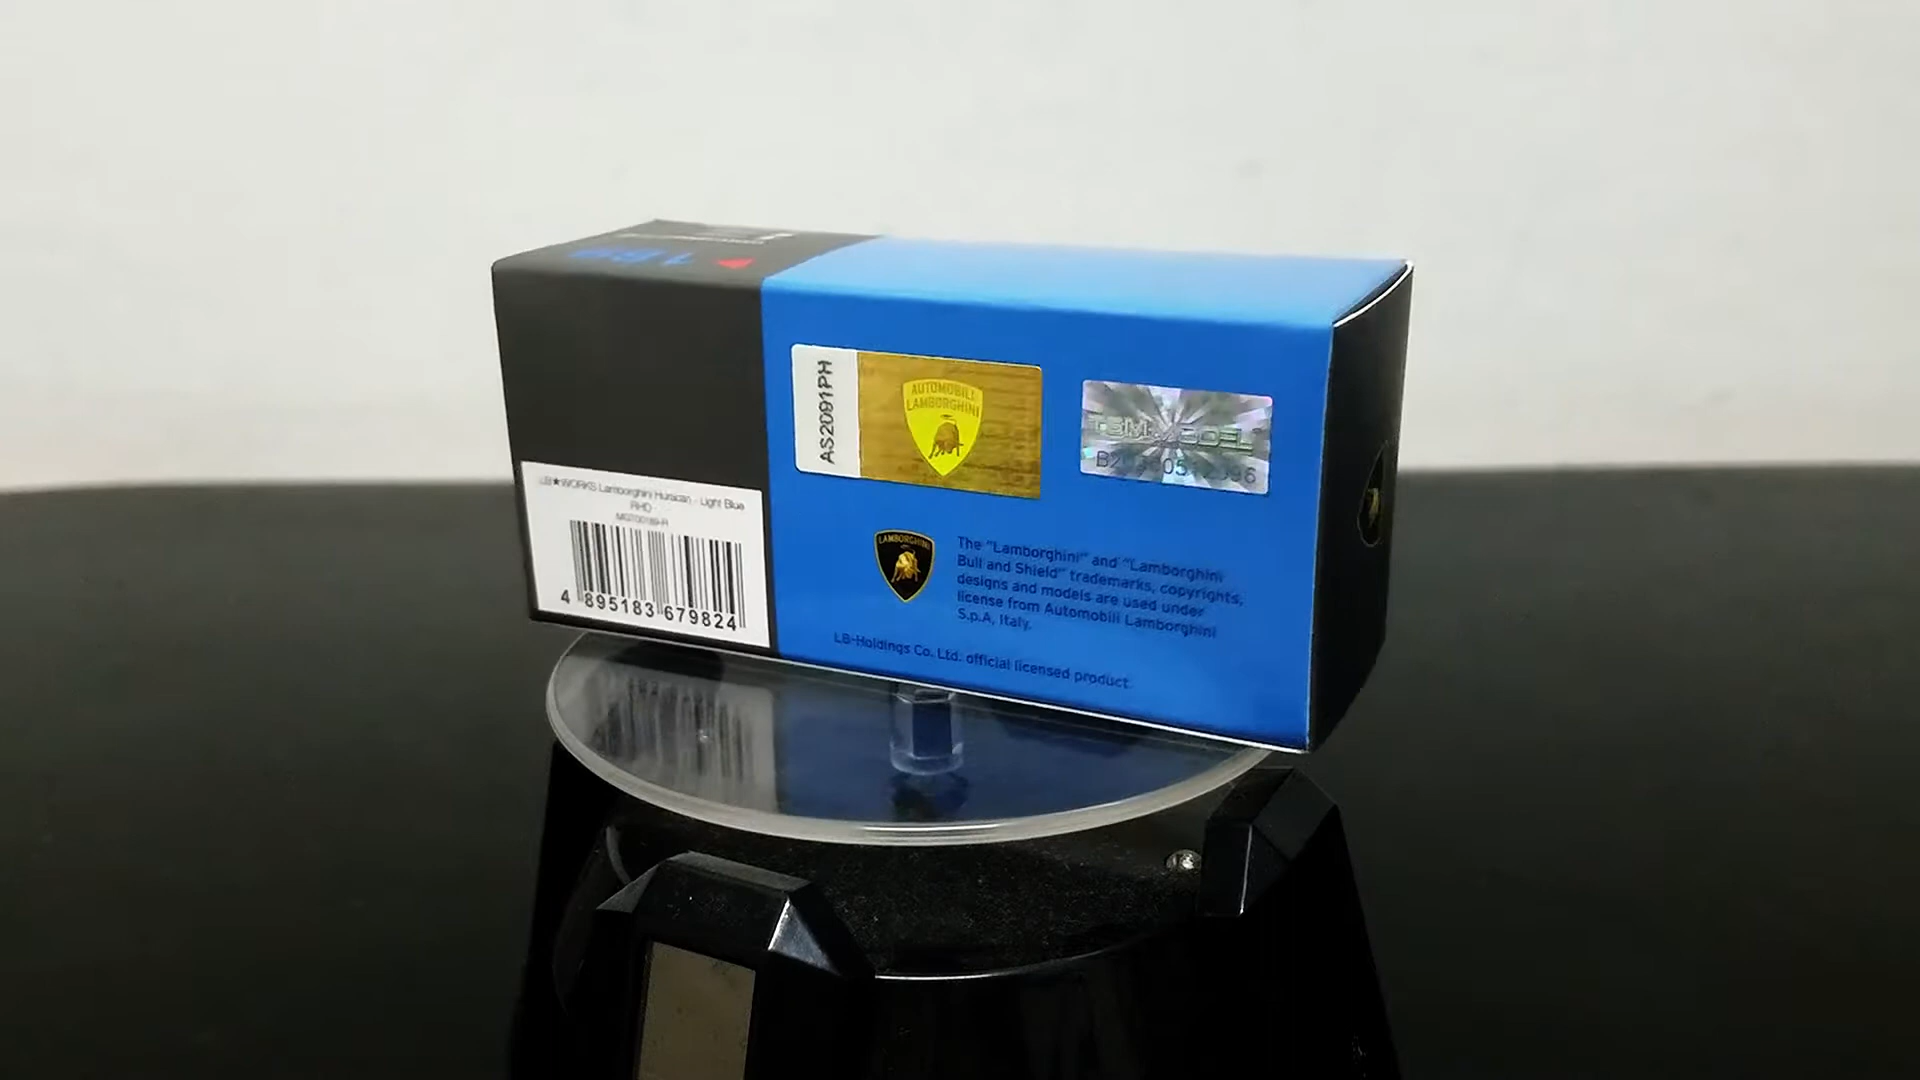 AS2091PH
AUTOMOBILI
LAMBORGHINI
TSM-MODEL
LB★WORKS Lamborghini Huracan - Light Blue
RHD
MGT00189-R
4 895183 679824
LAMBORGHINI
The "Lamborghini" and "Lamborghini
Bull and Shield" trademarks, copyrights,
designs and models are used under
license from Automobili Lamborghini
S.p.A, Italy.
LB-Holdings Co. Ltd. official licensed product.